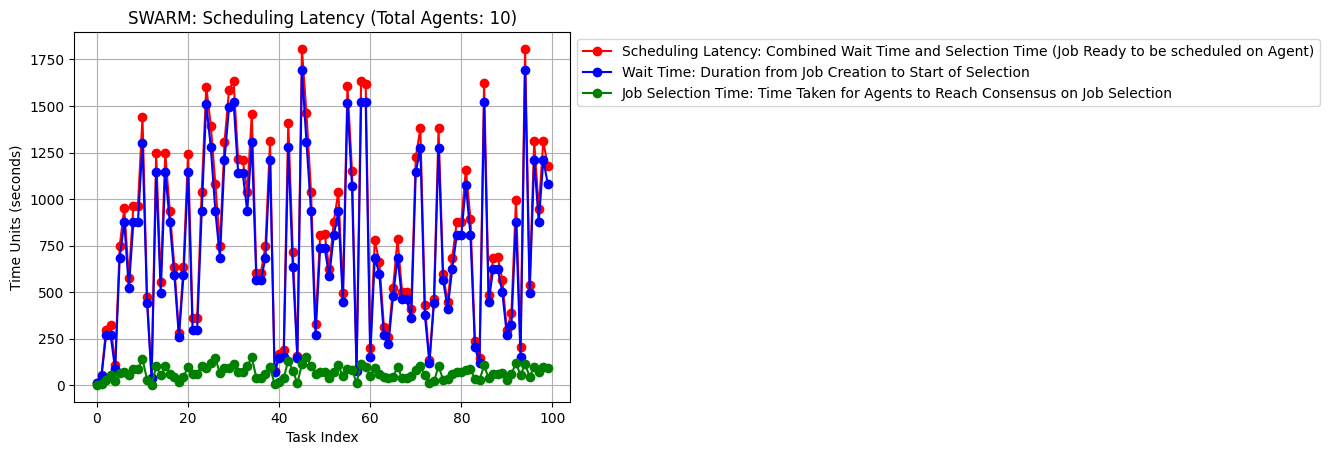 SWARM: Scheduling Latency (Total Agents: 10)
Scheduling Latency: Combined Wait Time and Selection Time (Job Ready to be scheduled on Agent)
Wait Time: Duration from Job Creation to Start of Selection
Job Selection Time: Time Taken for Agents to Reach Consensus on Job Selection
Time Units (seconds)
1750
1500
1250
1000
750
500
250
0
0
20
40
60
80
100
Task Index